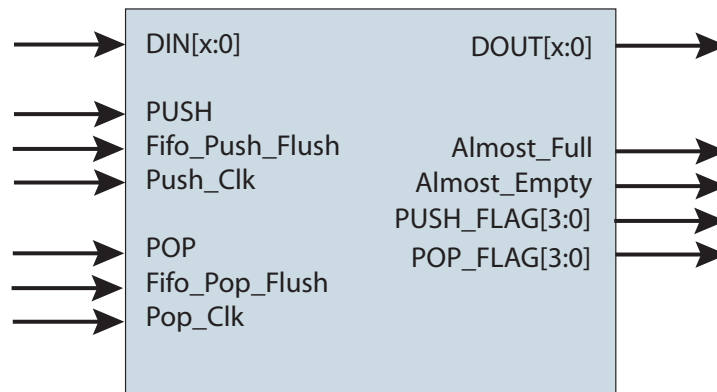 DIN[x:0]
DOUT[x:0]
PUSH
Fifo_Push_Flush
Almost_Full
Push_Clk
Almost_Empty
PUSH_FLAG[3:0]
POP
POP_FLAG[3:0]
Fifo_Pop_Flush
Pop_Clk